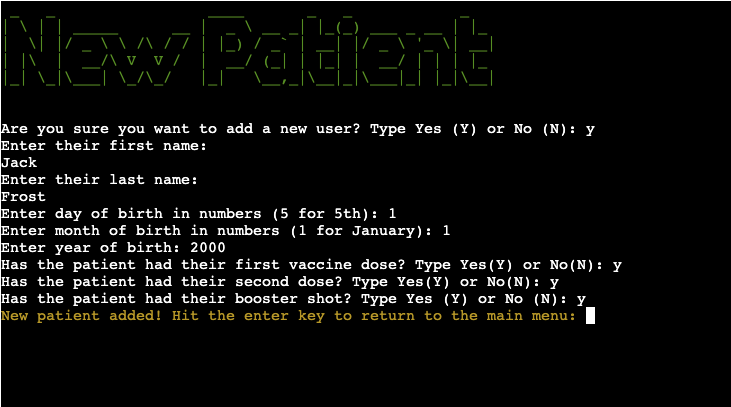 New Patient
Are you sure you want to add a new user? Type Yes (Y) or No (N): y
Enter their first name:
Jack
Enter their last name:
Frost
Enter day of birth in numbers (5 for 5th): 1
Enter month of birth in numbers (1 for January): 1
Enter year of birth: 2000
Has the patient had their first vaccine dose? Type Yes(Y) or No(N): y
Has the patient had their second dose? Type Yes(Y) or No(N): y
Has the patient had their booster shot? Type Yes (Y) or No (N): y
New patient added! Hit the enter key to return to the main menu: